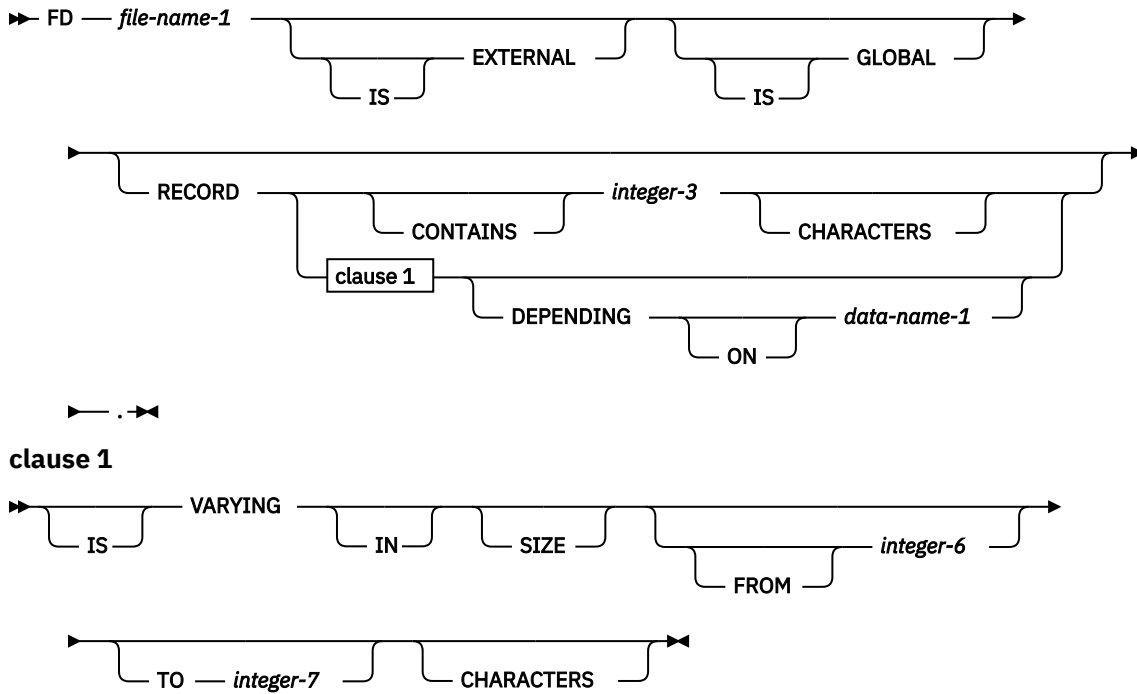 FD file-name-1
EXTERNAL GLOBAL
IS IS
RECORD integer-3
CONTAINS CHARACTERS
clause 1
DEPENDING data-name-1
ON
.
clause 1
VARYING
IS IN SIZE integer-6
FROM
TO integer-7 CHARACTERS